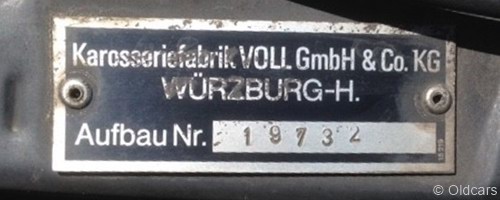 Karosseriefabrik VOLL GmbH & Co. KG
WÜRZBURG-H.
Aufbau Nr. 19732
© Oldcars